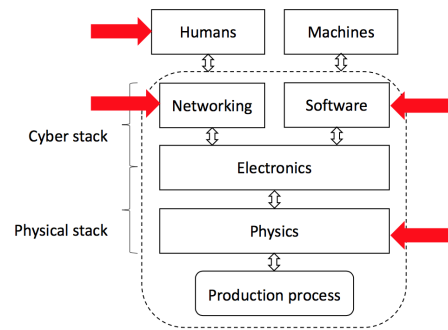 Humans
Machines
Networking
Software
Cyber stack
Electronics
Physical stack
Physics
Production process